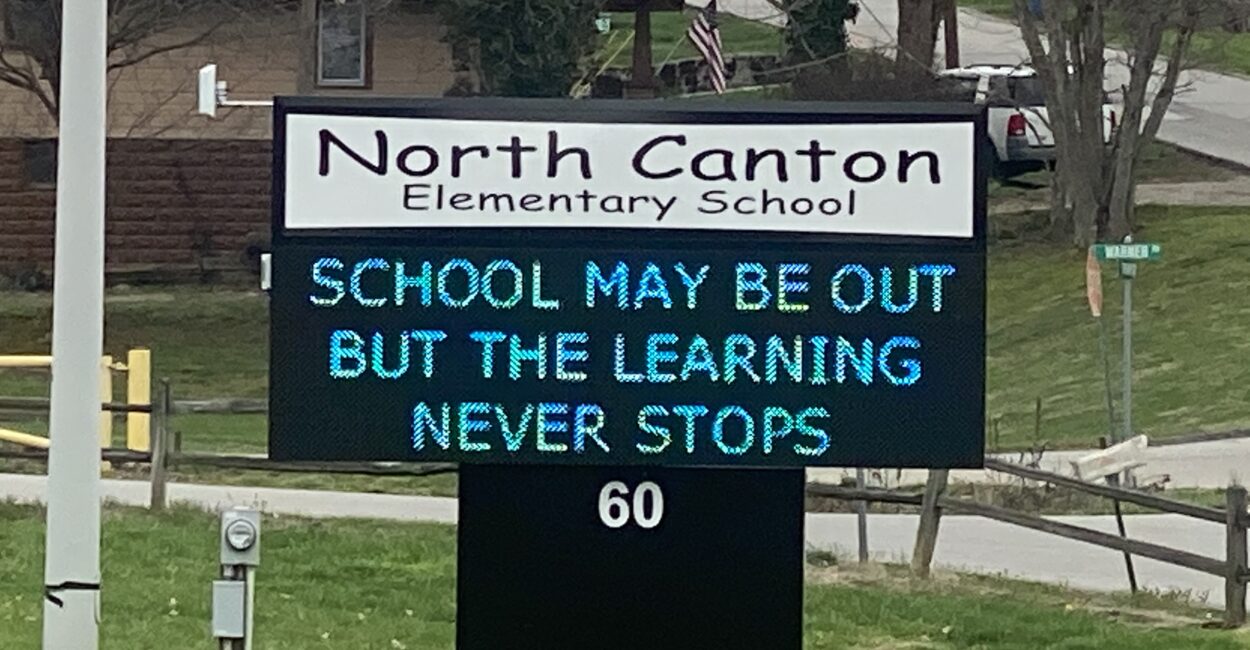 North Canton
Elementary School
SCHOOL MAY BE OUT
BUT THE LEARNING
NEVER STOPS
60